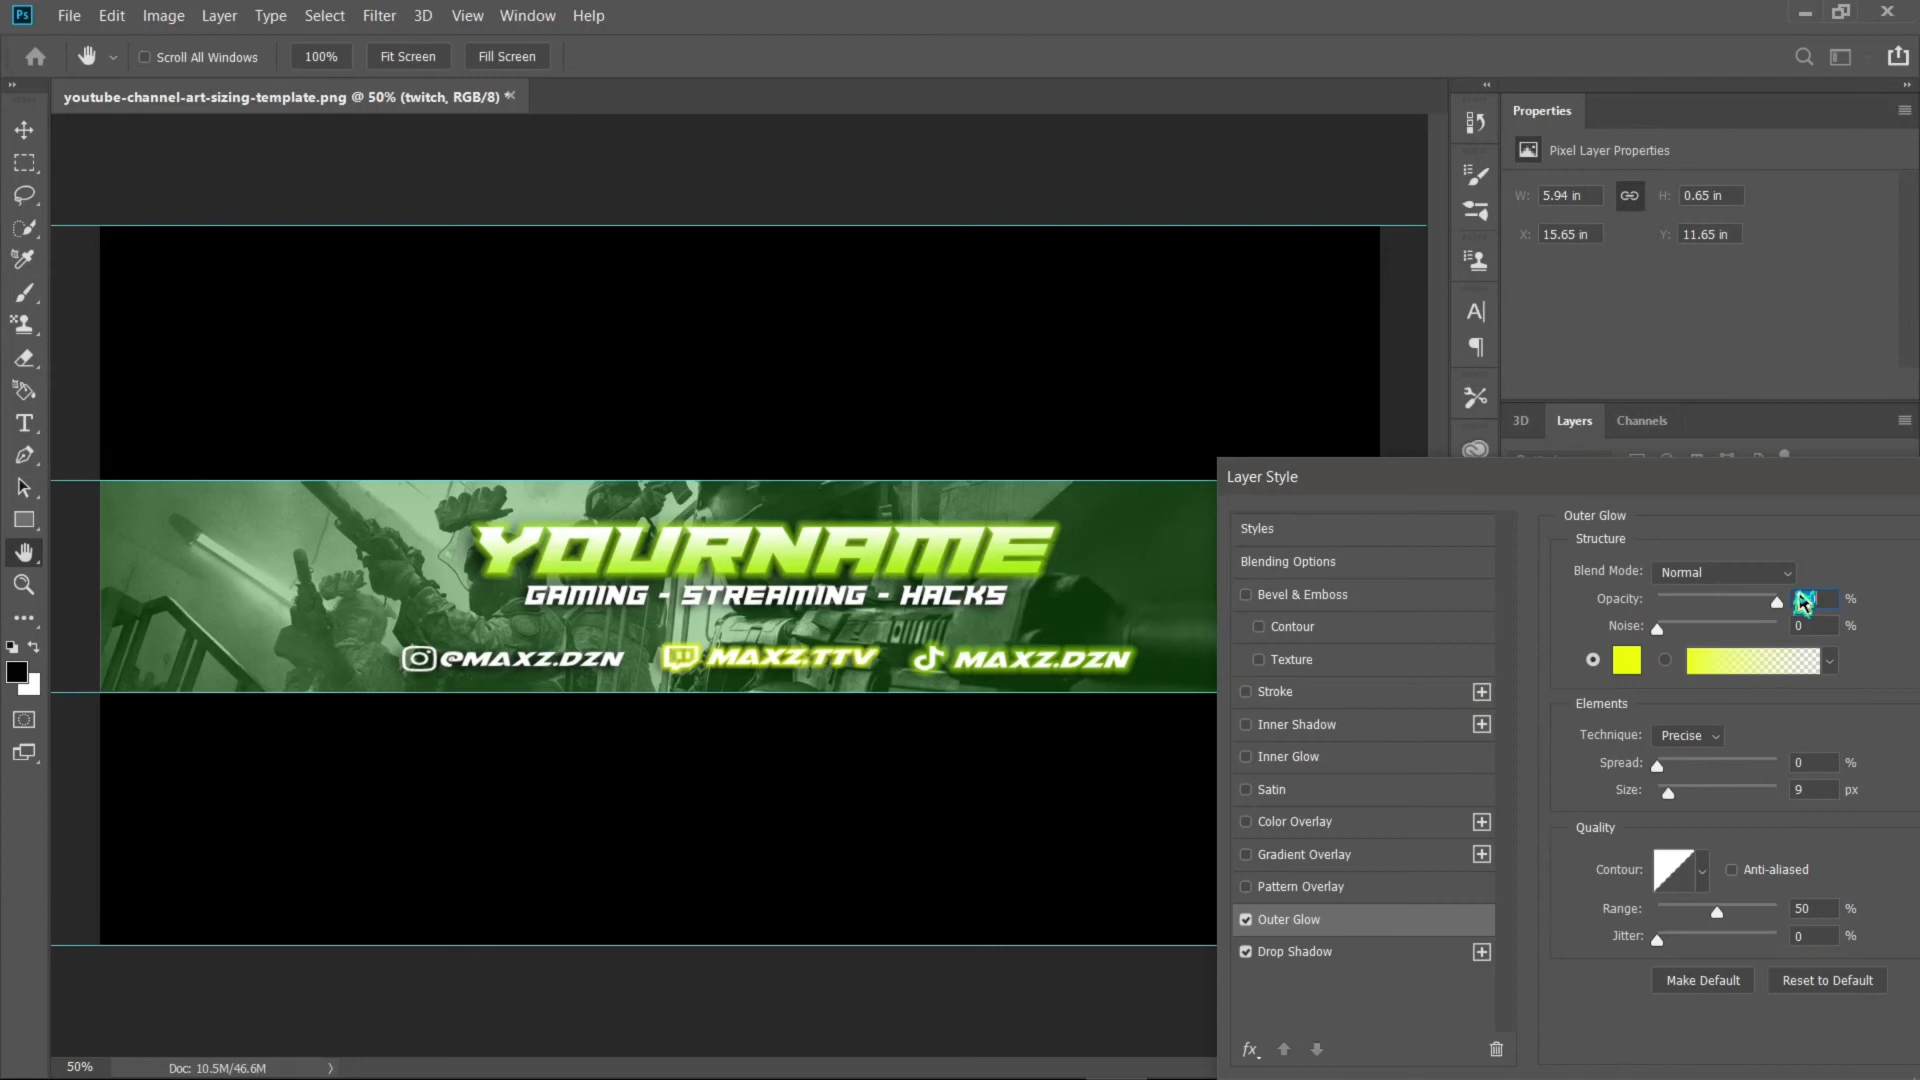 Ps File Edit Image Layer Type Select Filter 3D View Window Help
Scroll All Windows 100% Fit Screen Fill Screen
youtube-channel-art-sizing-template.png @ 50% (twitch, RGB/8) *
Properties
Pixel Layer Properties
W: 5.94 in H: 0.65 in
X: 15.65 in Y: 11.65 in
3D Layers Channels
YOURNAME
GAMING - STREAMING - HACKS
@MAXZ.DZN MAXZ.TTV MAXZ.DZN
Layer Style
Styles
Blending Options
Bevel & Emboss
Contour
Texture
Stroke
Inner Shadow
Inner Glow
Satin
Color Overlay
Gradient Overlay
Pattern Overlay
Outer Glow
Drop Shadow
fx
Outer Glow
Structure
Blend Mode: Normal
Opacity: %
Noise: 0 %
Elements
Technique: Precise
Spread: 0 %
Size: 9 px
Quality
Contour: Anti-aliased
Range: 50 %
Jitter: 0 %
Make Default Reset to Default
50% Doc: 10.5M/46.6M